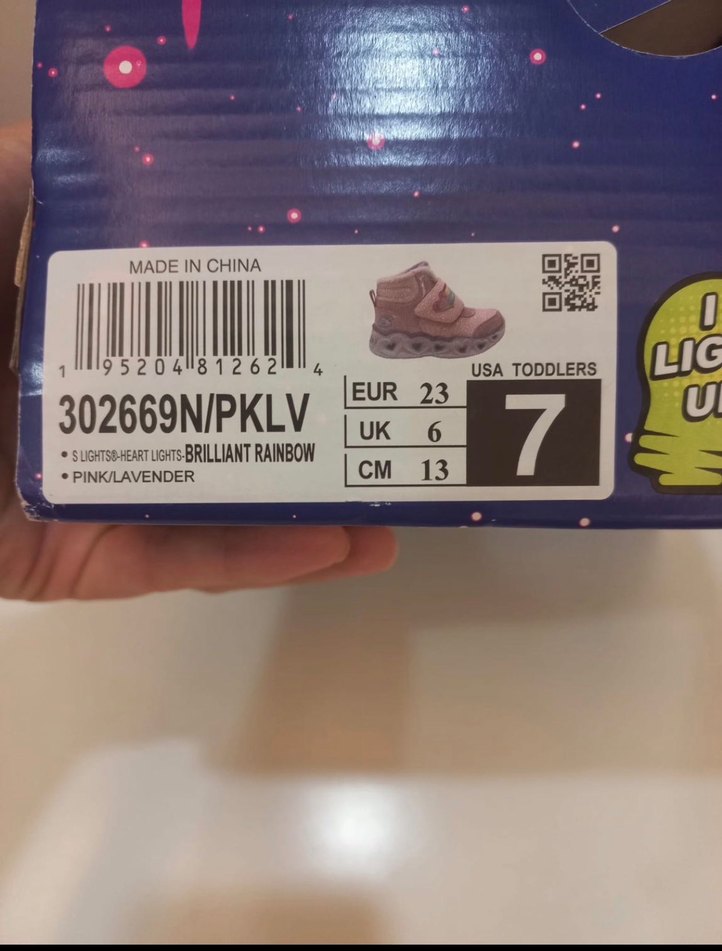 MADE IN CHINA
1 95204 81262 4
302669N/PKLV
• S LIGHTS®-HEART LIGHTS-BRILLIANT RAINBOW
• PINK/LAVENDER
EUR 23
UK 6
CM 13
USA TODDLERS
7
I